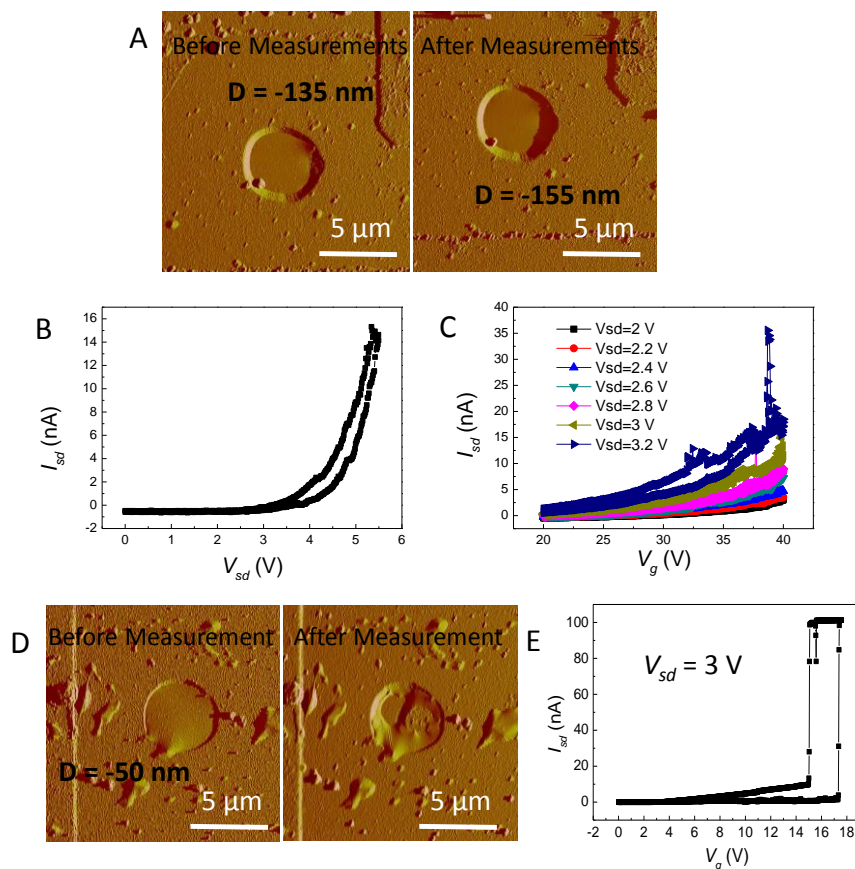 A
Before Measurements
After Measurements
D = -135 nm
D = -155 nm
5 μm
5 μm
B
16
14
12
10
8
6
4
2
0
-2
0
1
2
3
4
5
6
I_sd (nA)
V_sd (V)
C
40
35
30
25
20
15
10
5
0
-5
20
25
30
35
40
I_sd (nA)
V_g (V)
Vsd=2 V
Vsd=2.2 V
Vsd=2.4 V
Vsd=2.6 V
Vsd=2.8 V
Vsd=3 V
Vsd=3.2 V
D
Before Measurement
After Measurement
D = -50 nm
5 μm
5 μm
E
100
80
60
40
20
0
-2
0
2
4
6
8
10
12
14
16
18
I_sd (nA)
V_g (V)
V_sd = 3 V